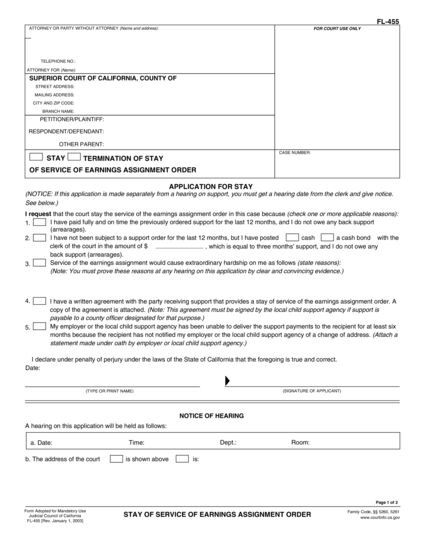 FL-455
ATTORNEY OR PARTY WITHOUT ATTORNEY (Name and address): FOR COURT USE ONLY
TELEPHONE NO.:
ATTORNEY FOR (Name):
SUPERIOR COURT OF CALIFORNIA, COUNTY OF
STREET ADDRESS:
MAILING ADDRESS:
CITY AND ZIP CODE:
BRANCH NAME:
PETITIONER/PLAINTIFF:
RESPONDENT/DEFENDANT:
OTHER PARENT:
STAY TERMINATION OF STAY
OF SERVICE OF EARNINGS ASSIGNMENT ORDER
CASE NUMBER:
APPLICATION FOR STAY
(NOTICE: If this application is made separately from a hearing on support, you must get a hearing date from the clerk and give notice.
See below.)
I request that the court stay the service of the earnings assignment order in this case because (check one or more applicable reasons):
1. I have paid fully and on time the previously ordered support for the last 12 months, and I do not owe any back support
(arrearages).
2. I have not been subject to a support order for the last 12 months, but I have posted cash a cash bond with the
clerk of the court in the amount of $ , which is equal to three months' support, and I do not owe any
back support (arrearages).
3. Service of the earnings assignment would cause extraordinary hardship on me as follows (state reasons):
(Note: You must prove these reasons at any hearing on this application by clear and convincing evidence.)
4. I have a written agreement with the party receiving support that provides a stay of service of the earnings assignment order. A
copy of the agreement is attached. (Note: This agreement must be signed by the local child support agency if support is
payable to a county officer designated for that purpose.)
5. My employer or the local child support agency has been unable to deliver the support payments to the recipient for at least six
months because the recipient has not notified my employer or the local child support agency of a change of address. (Attach a
statement made under oath by employer or local child support agency.)
I declare under penalty of perjury under the laws of the State of California that the foregoing is true and correct.
Date:
(TYPE OR PRINT NAME) (SIGNATURE OF APPLICANT)
NOTICE OF HEARING
A hearing on this application will be held as follows:
a. Date: Time: Dept.: Room:
b. The address of the court is shown above is:
Page 1 of 2
Form Adopted for Mandatory Use
Judicial Council of California
FL-455 [Rev. January 1, 2003]
STAY OF SERVICE OF EARNINGS ASSIGNMENT ORDER
Family Code, §§ 5260, 5261
www.courtinfo.ca.gov